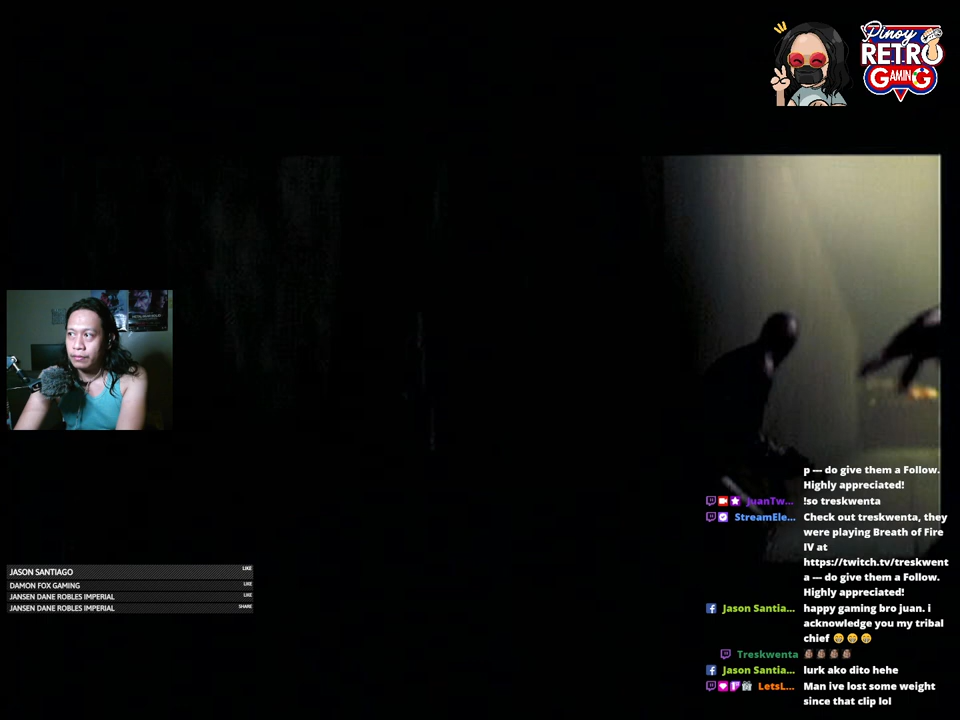 Pinoy
RETRO
GAMING
p --- do give them a Follow.
Highly appreciated!
JuanTw... !so treskwenta
StreamEle... Check out treskwenta, they
were playing Breath of Fire
IV at
https://twitch.tv/treskwent
a --- do give them a Follow.
Highly appreciated!
Jason Santia... happy gaming bro juan. i
acknowledge you my tribal
chief 😄😄😄
Treskwenta 🗿🗿🗿🗿
Jason Santia... lurk ako dito hehe
LetsL... Man ive lost some weight
since that clip lol
JASON SANTIAGO LIKE
DAMON FOX GAMING LIKE
JANSEN DANE ROBLES IMPERIAL LIKE
JANSEN DANE ROBLES IMPERIAL SHARE